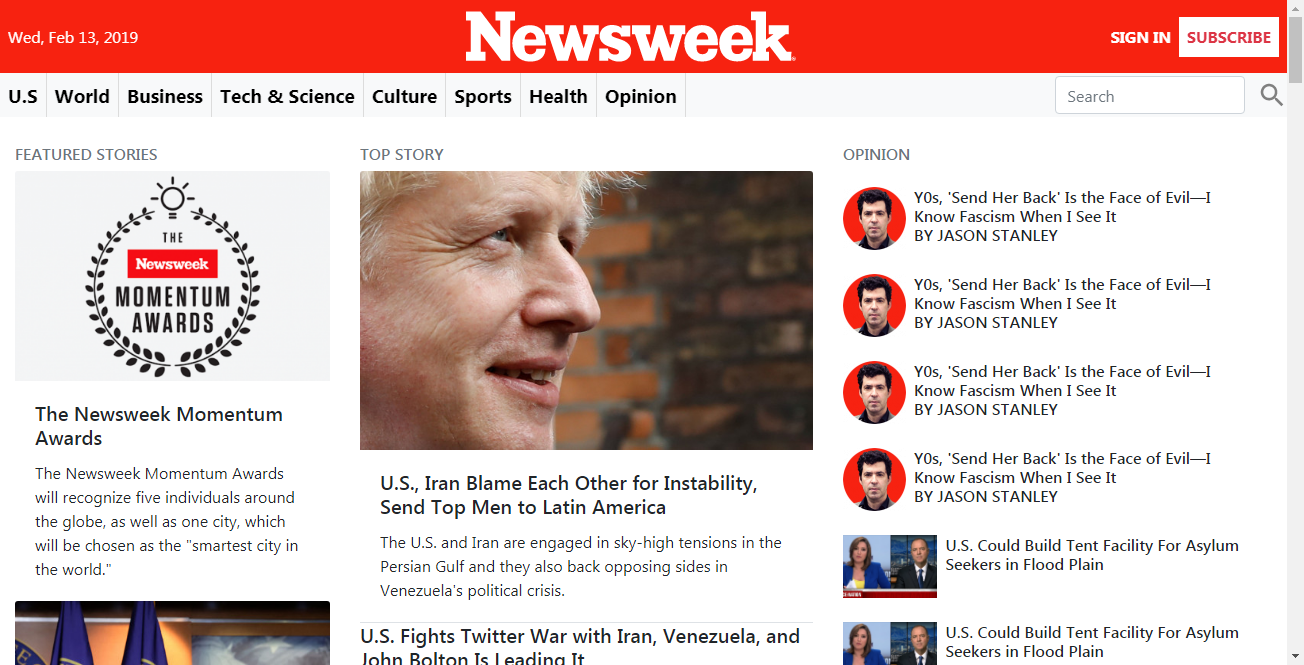 Wed, Feb 13, 2019
Newsweek
SIGN IN
SUBSCRIBE
U.S
World
Business
Tech & Science
Culture
Sports
Health
Opinion
Search
FEATURED STORIES
THE
Newsweek
MOMENTUM
AWARDS
The Newsweek Momentum
Awards
The Newsweek Momentum Awards
will recognize five individuals around
the globe, as well as one city, which
will be chosen as the "smartest city in
the world."
TOP STORY
U.S., Iran Blame Each Other for Instability,
Send Top Men to Latin America
The U.S. and Iran are engaged in sky-high tensions in the
Persian Gulf and they also back opposing sides in
Venezuela's political crisis.
U.S. Fights Twitter War with Iran, Venezuela, and
John Bolton Is Leading It
OPINION
Y0s, 'Send Her Back' Is the Face of Evil—I
Know Fascism When I See It
BY JASON STANLEY
Y0s, 'Send Her Back' Is the Face of Evil—I
Know Fascism When I See It
BY JASON STANLEY
Y0s, 'Send Her Back' Is the Face of Evil—I
Know Fascism When I See It
BY JASON STANLEY
Y0s, 'Send Her Back' Is the Face of Evil—I
Know Fascism When I See It
BY JASON STANLEY
U.S. Could Build Tent Facility For Asylum
Seekers in Flood Plain
U.S. Could Build Tent Facility For Asylum
Seekers in Flood Plain